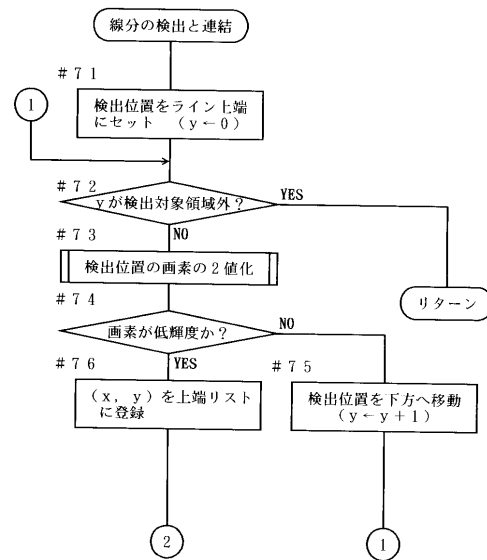 線分の検出と連結
#71
1
検出位置をライン上端
にセット (y←0)
#72
yが検出対象領域外?
YES
#73
NO
検出位置の画素の2値化
リターン
#74
画素が低輝度か?
NO
#76
YES
#75
(x, y)を上端リスト
に登録
検出位置を下方へ移動
(y←y+1)
2
1